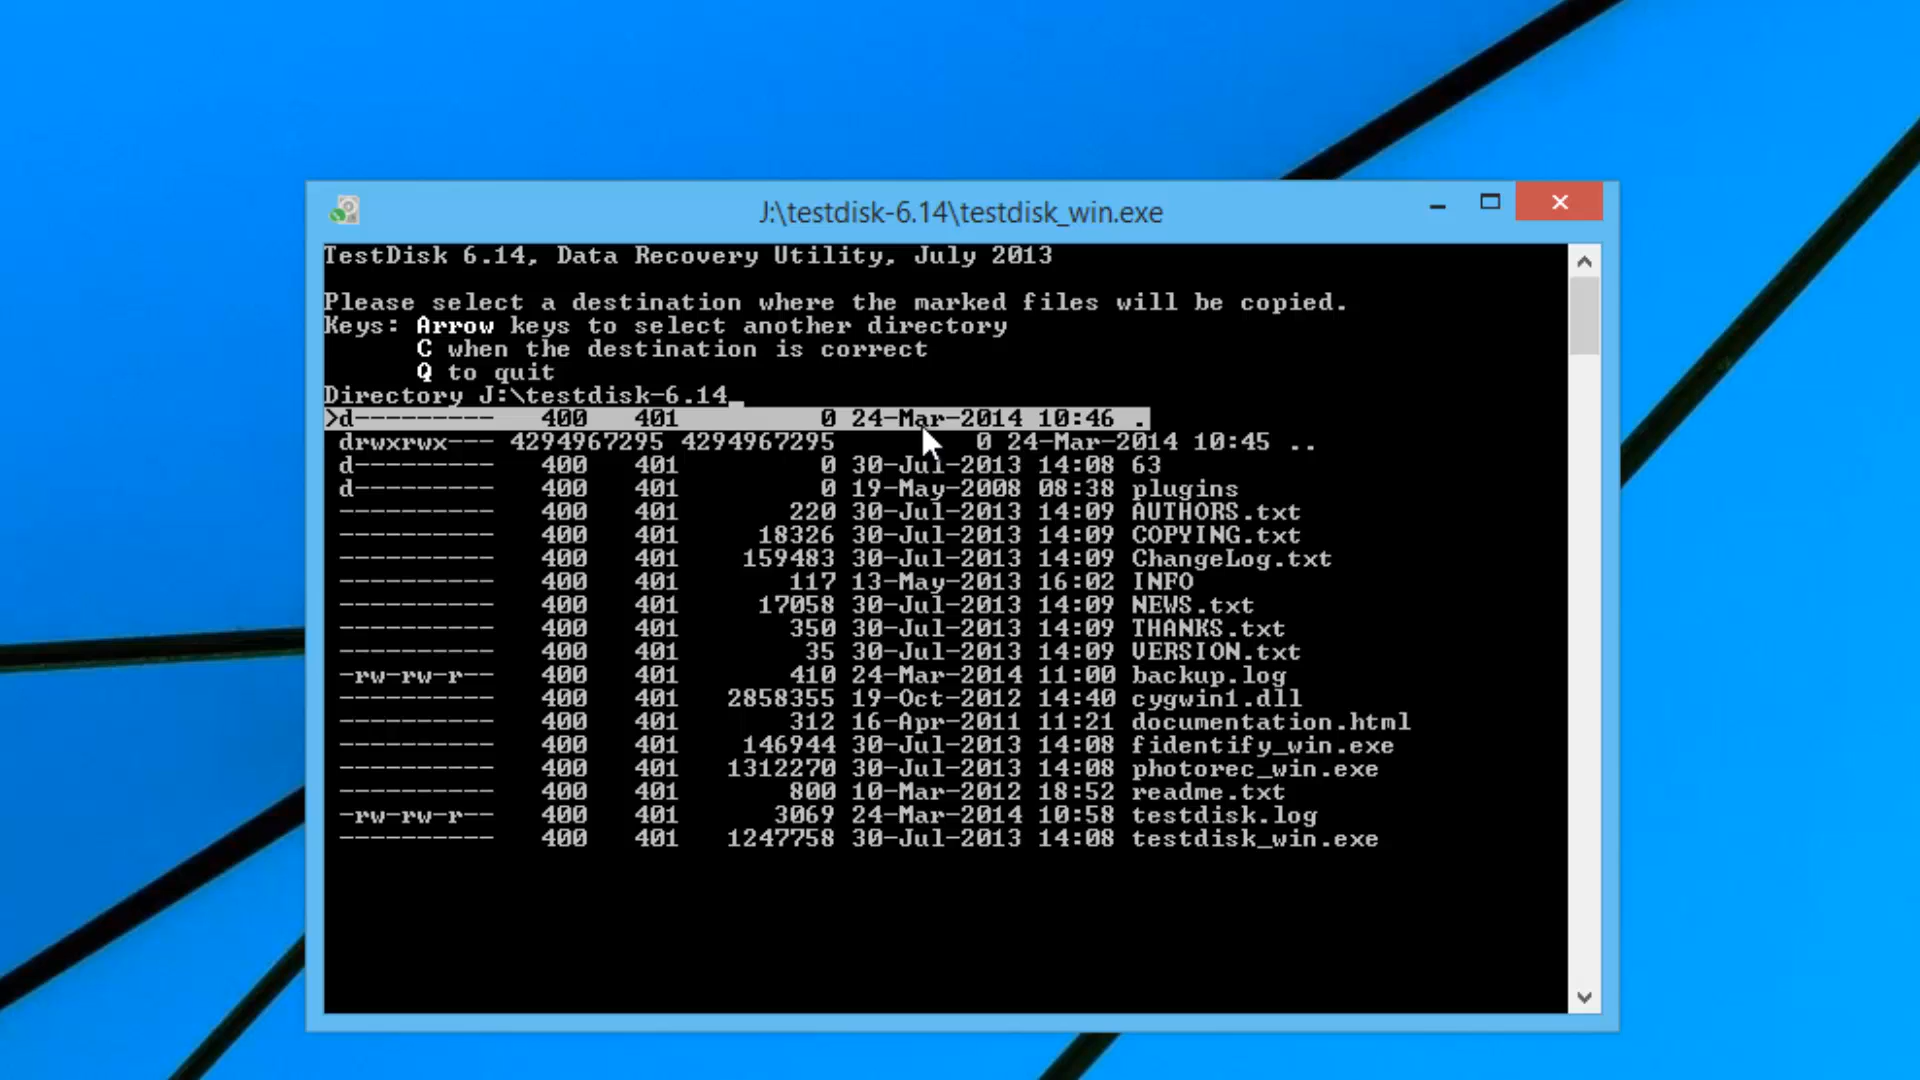 J:\testdisk-6.14\testdisk_win.exe
TestDisk 6.14, Data Recovery Utility, July 2013
Please select a destination where the marked files will be copied.
Keys: Arrow keys to select another directory
C when the destination is correct
Q to quit
Directory J:\testdisk-6.14_
>d--------- 400 401 0 24-Mar-2014 10:46 .
drwxrwx--- 4294967295 4294967295 0 24-Mar-2014 10:45 ..
d--------- 400 401 0 30-Jul-2013 14:08 63
d--------- 400 401 0 19-May-2008 08:38 plugins
---------- 400 401 220 30-Jul-2013 14:09 AUTHORS.txt
---------- 400 401 18326 30-Jul-2013 14:09 COPYING.txt
---------- 400 401 159483 30-Jul-2013 14:09 ChangeLog.txt
---------- 400 401 117 13-May-2013 16:02 INFO
---------- 400 401 17058 30-Jul-2013 14:09 NEWS.txt
---------- 400 401 350 30-Jul-2013 14:09 THANKS.txt
---------- 400 401 35 30-Jul-2013 14:09 VERSION.txt
-rw-rw-r-- 400 401 410 24-Mar-2014 11:00 backup.log
---------- 400 401 2858355 19-Oct-2012 14:40 cygwin1.dll
---------- 400 401 312 16-Apr-2011 11:21 documentation.html
---------- 400 401 146944 30-Jul-2013 14:08 fidentify_win.exe
---------- 400 401 1312270 30-Jul-2013 14:08 photorec_win.exe
---------- 400 401 800 10-Mar-2012 18:52 readme.txt
-rw-rw-r-- 400 401 3069 24-Mar-2014 10:58 testdisk.log
---------- 400 401 1247758 30-Jul-2013 14:08 testdisk_win.exe